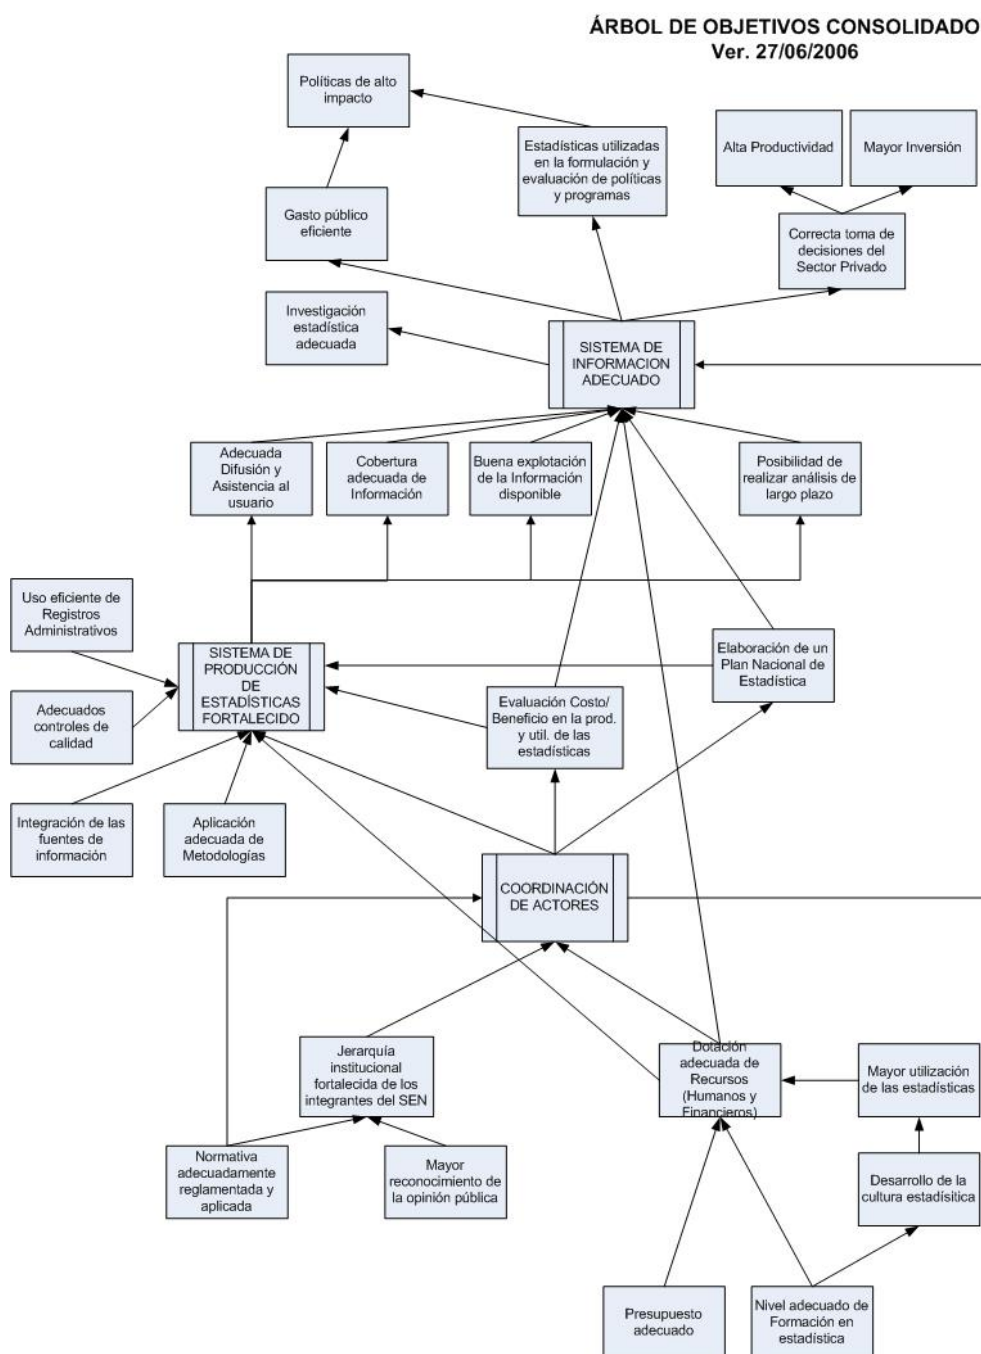 ÁRBOL DE OBJETIVOS CONSOLIDADO
Ver. 27/06/2006
Políticas de alto
impacto
Estadísticas utilizadas
en la formulación y
evaluación de políticas
y programas
Alta Productividad
Mayor Inversión
Gasto público
eficiente
Correcta toma de
decisiones del
Sector Privado
Investigación
estadística
adecuada
SISTEMA DE
INFORMACION
ADECUADO
Adecuada
Difusión y
Asistencia al
usuario
Cobertura
adecuada de
Información
Buena explotación
de la Información
disponible
Posibilidad de
realizar análisis de
largo plazo
Uso eficiente de
Registros
Administrativos
SISTEMA DE
PRODUCCIÓN
DE
ESTADÍSTICAS
FORTALECIDO
Elaboración de un
Plan Nacional de
Estadística
Adecuados
controles de
calidad
Evaluación Costo/
Beneficio en la prod.
y util. de las
estadísticas
Integración de las
fuentes de
información
Aplicación
adecuada de
Metodologías
COORDINACIÓN
DE ACTORES
Jerarquía
institucional
fortalecida de los
integrantes del SEN
Dotación
adecuada de
Recursos
(Humanos y
Financieros)
Mayor utilización
de las estadísticas
Normativa
adecuadamente
reglamentada y
aplicada
Mayor
reconocimiento de
la opinión pública
Desarrollo de la
cultura estadísitica
Presupuesto
adecuado
Nivel adecuado de
Formación en
estadística